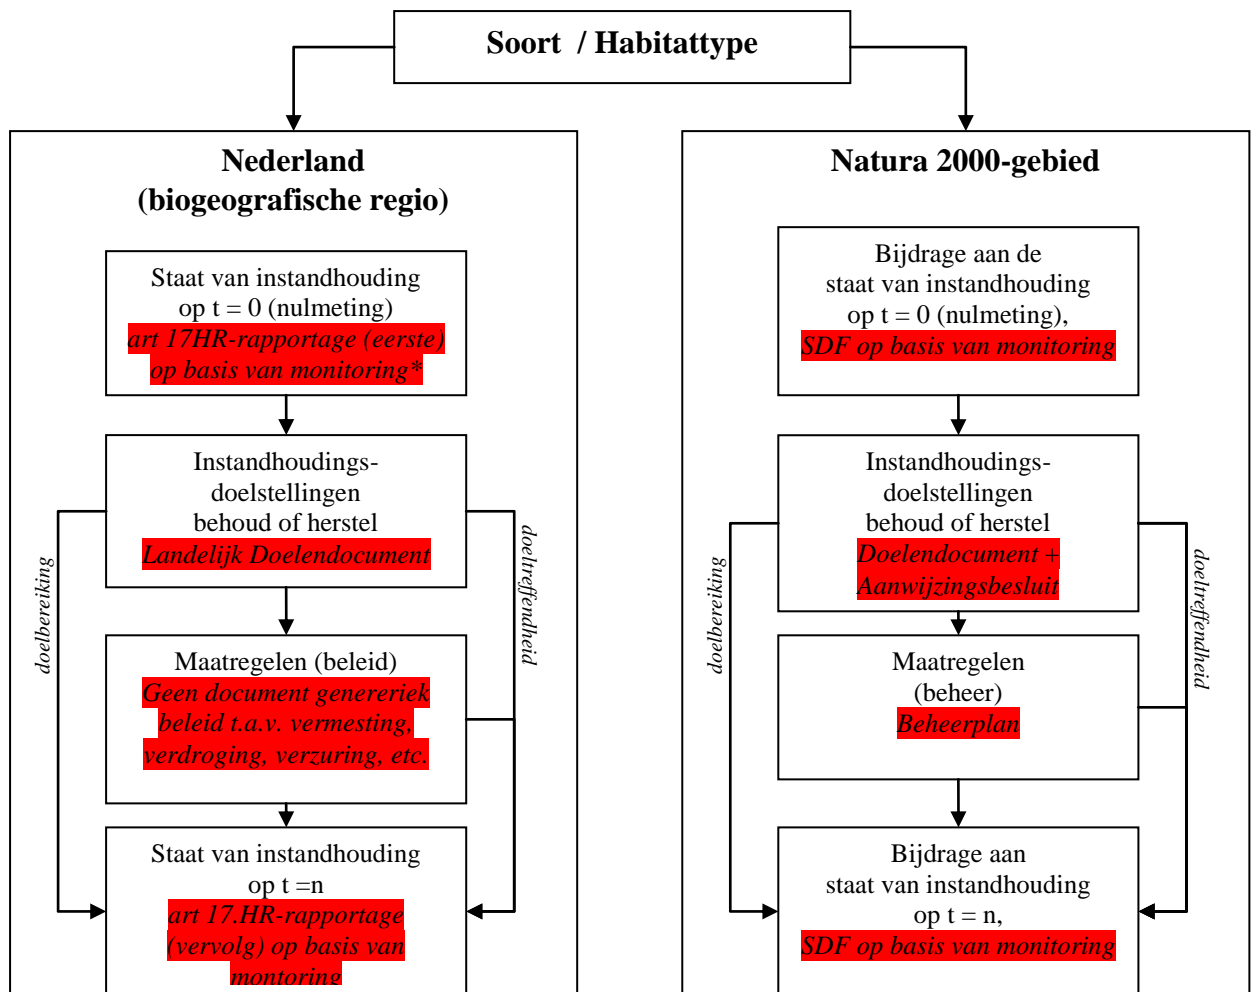 Soort / Habitattype
Nederland
(biogeografische regio)
Staat van instandhouding
op t = 0 (nulmeting)
art 17HR-rapportage (eerste)
op basis van monitoring*
Instandhoudings-
doelstellingen
behoud of herstel
Landelijk Doelendocument
doelbereiking
doeltreffendheid
Maatregelen (beleid)
Geen document genereriek
beleid t.a.v. vermesting,
verdroging, verzuring, etc.
Staat van instandhouding
op t =n
art 17.HR-rapportage
(vervolg) op basis van
montoring
Natura 2000-gebied
Bijdrage aan de
staat van instandhouding
op t = 0 (nulmeting),
SDF op basis van monitoring
Instandhoudings-
doelstellingen
behoud of herstel
Doelendocument +
Aanwijzingsbesluit
doelbereiking
doeltreffendheid
Maatregelen
(beheer)
Beheerplan
Bijdrage aan
staat van instandhouding
op t = n,
SDF op basis van monitoring